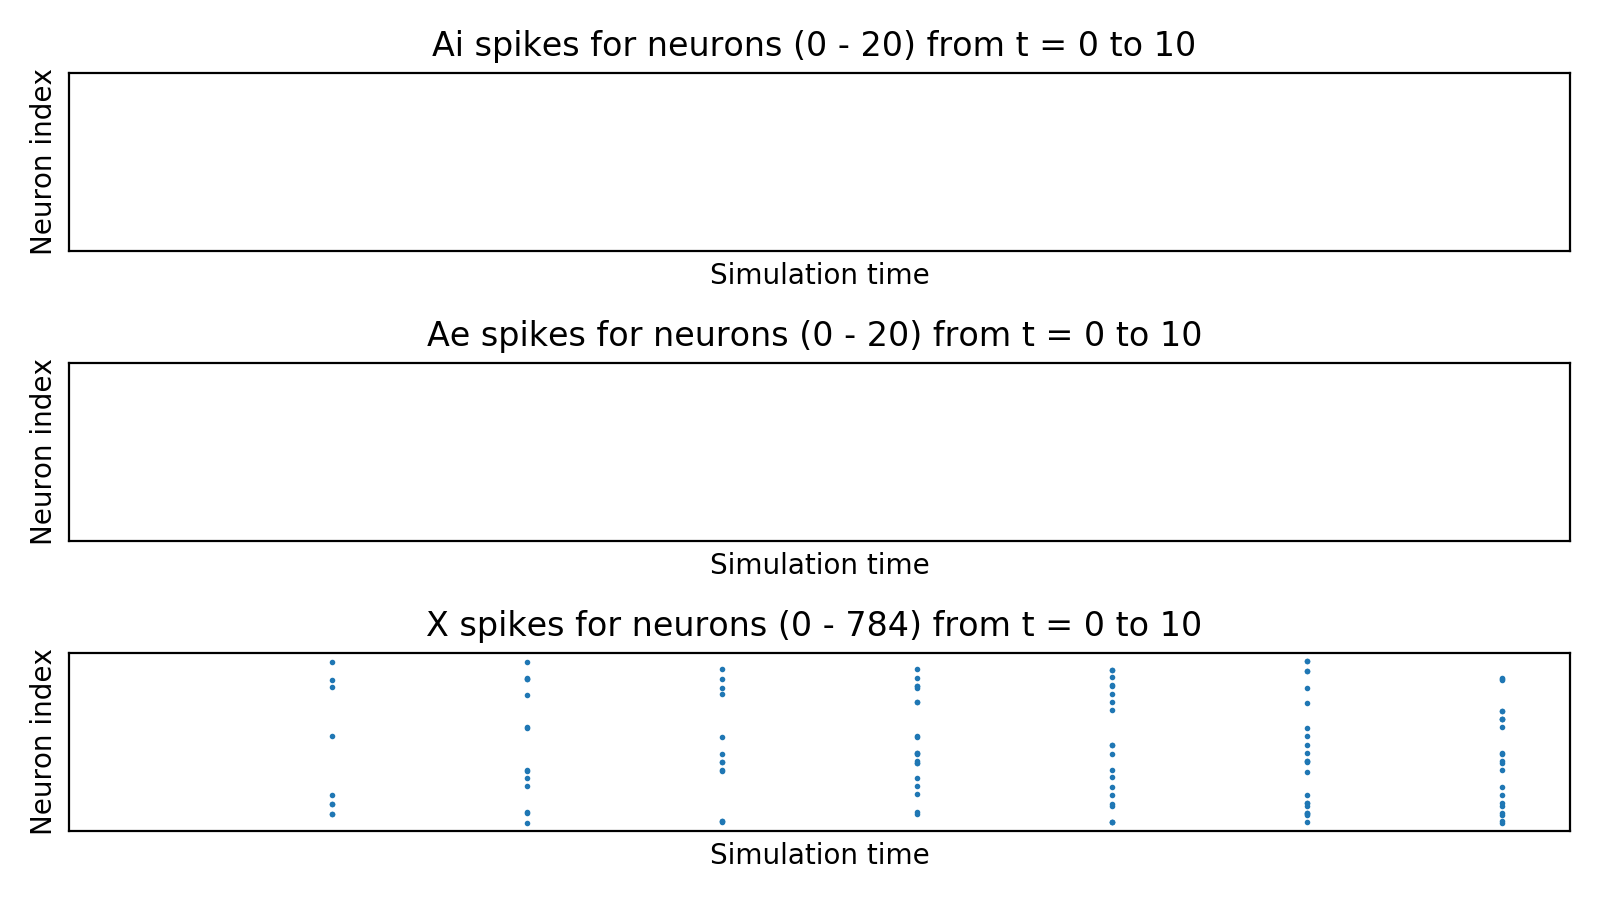 Ai spikes for neurons (0 - 20) from t = 0 to 10
Neuron index
Simulation time
Ae spikes for neurons (0 - 20) from t = 0 to 10
Neuron index
Simulation time
X spikes for neurons (0 - 784) from t = 0 to 10
Neuron index
Simulation time